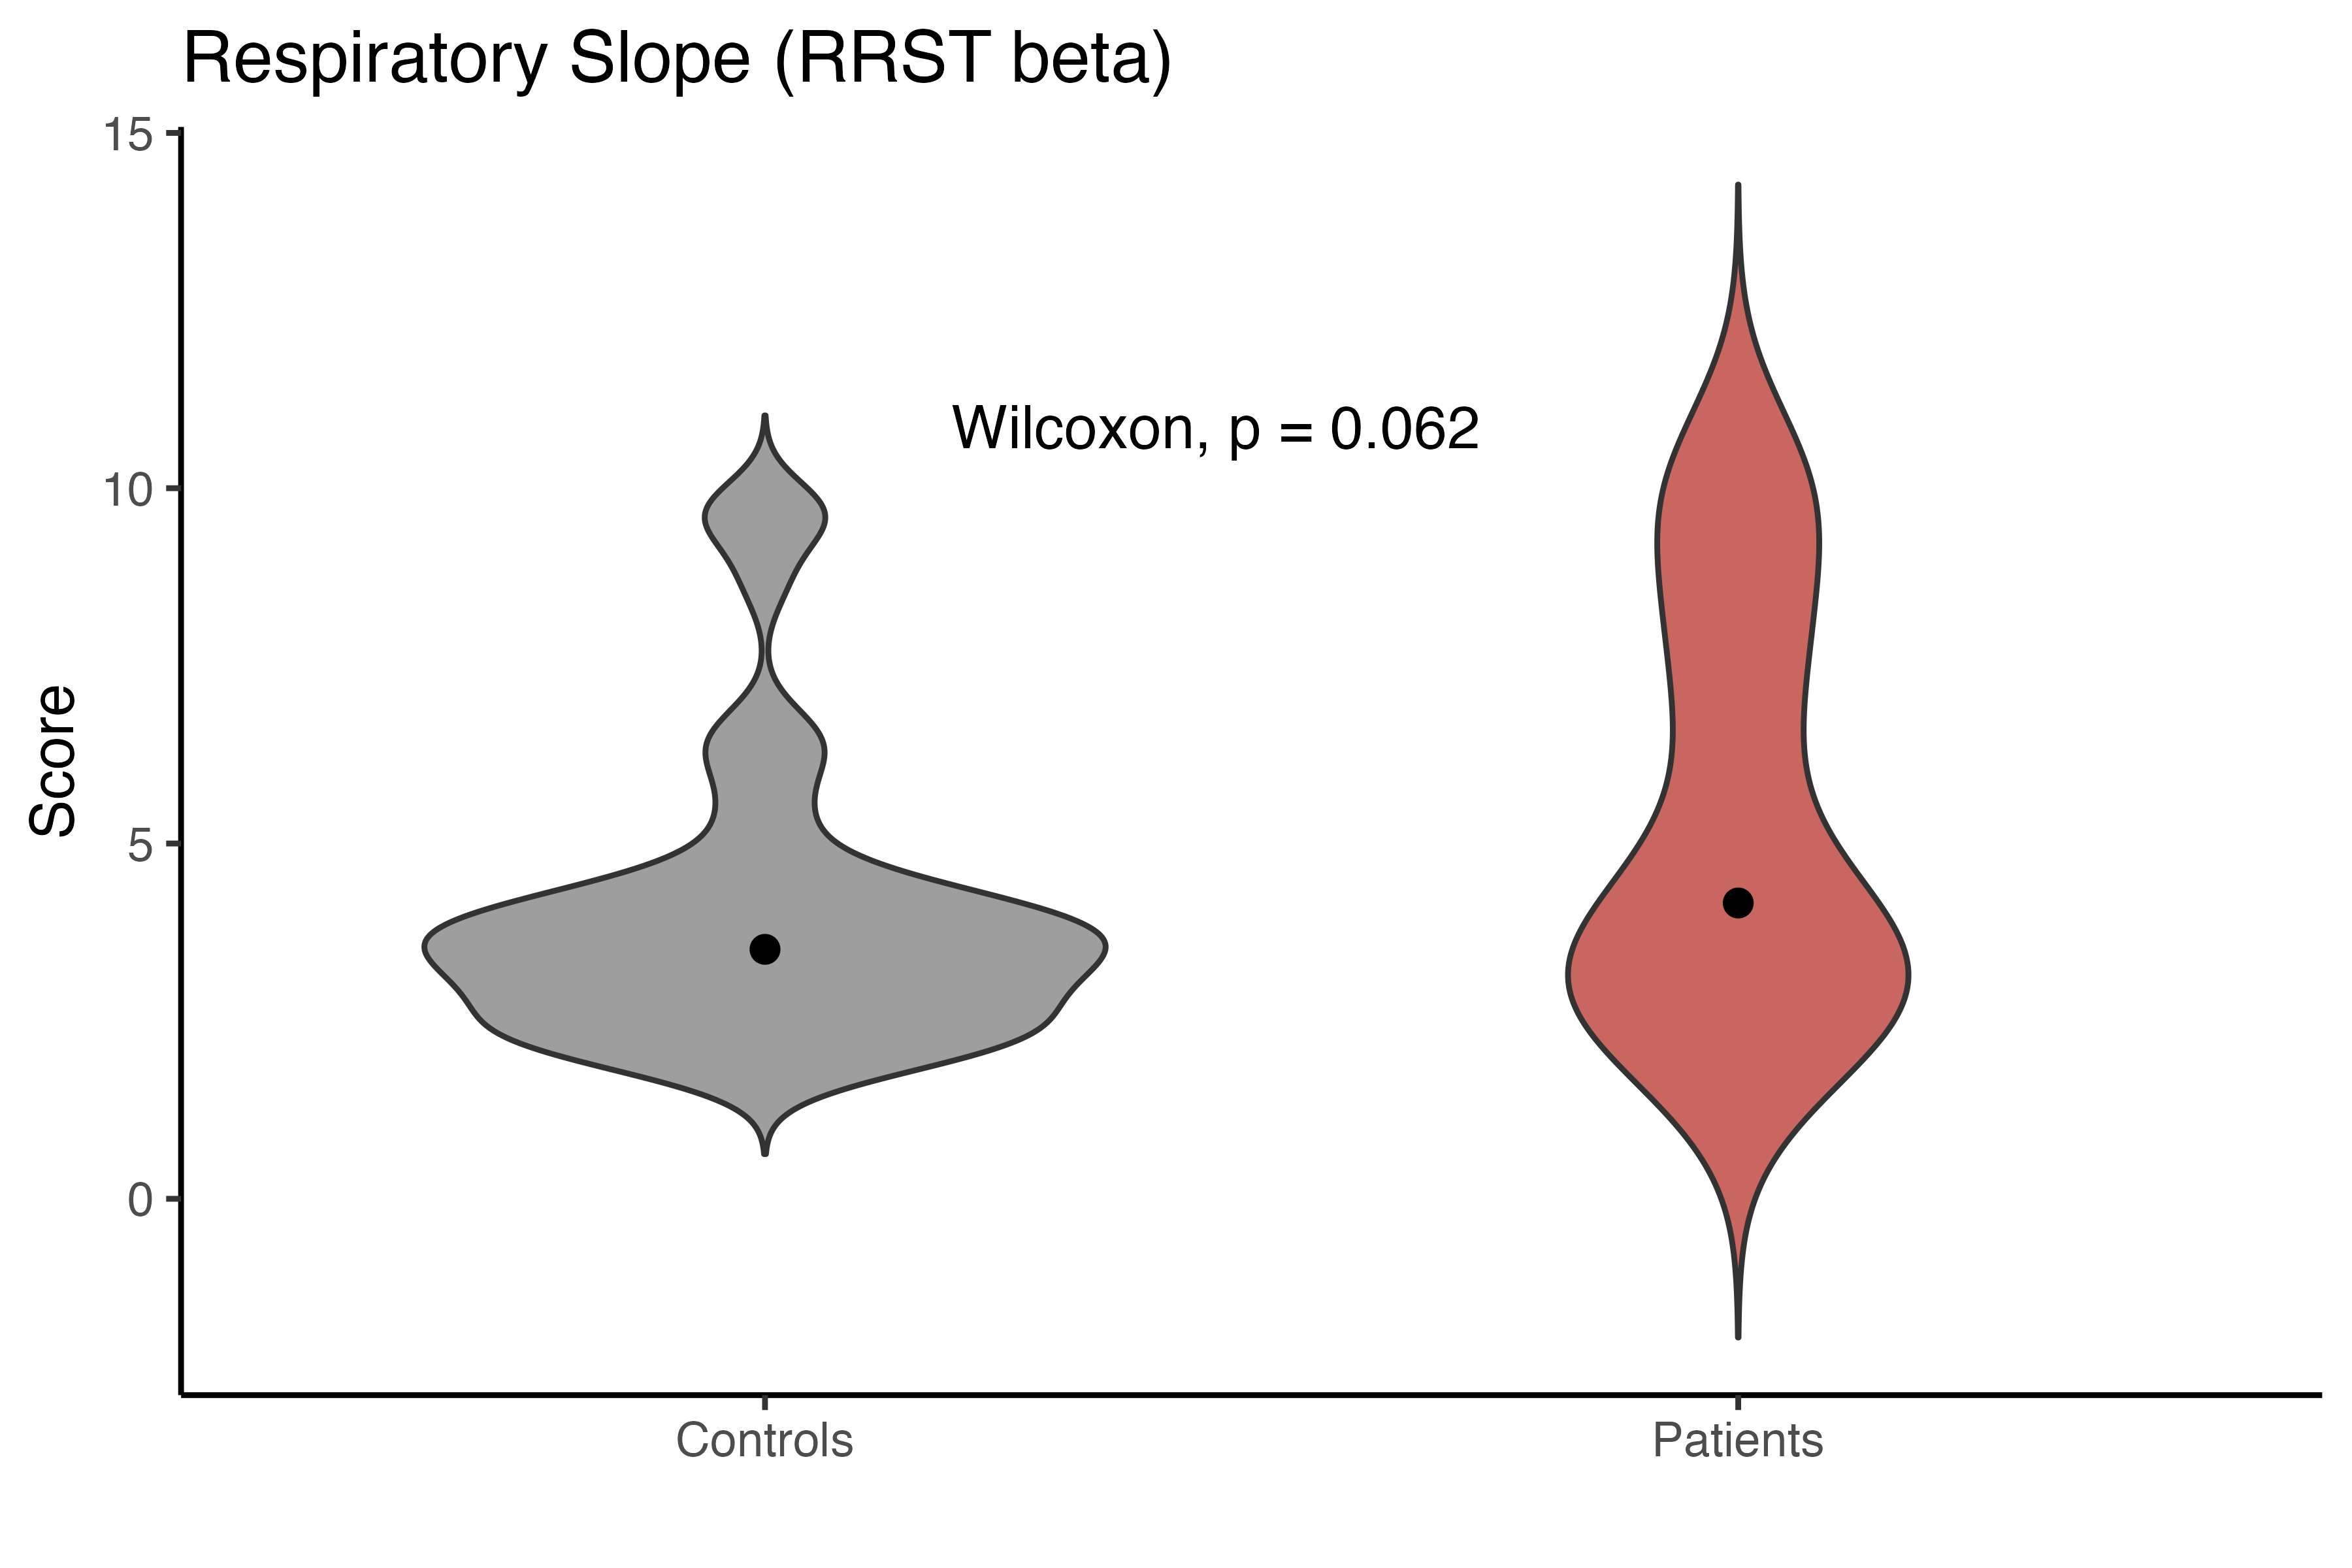 Respiratory Slope (RRST beta)
15
10
5
0
Score
Wilcoxon, p = 0.062
Controls
Patients